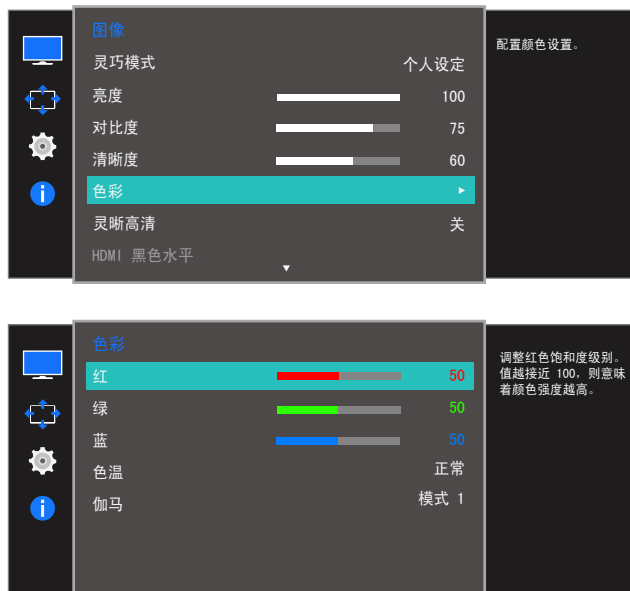 图像
灵巧模式 个人设定
亮度 100
对比度 75
清晰度 60
色彩
灵晰高清 关
HDMI 黑色水平
配置颜色设置。
色彩
红 50
绿 50
蓝 50
色温 正常
伽马 模式 1
调整红色饱和度级别。
值越接近 100，则意味
着颜色强度越高。